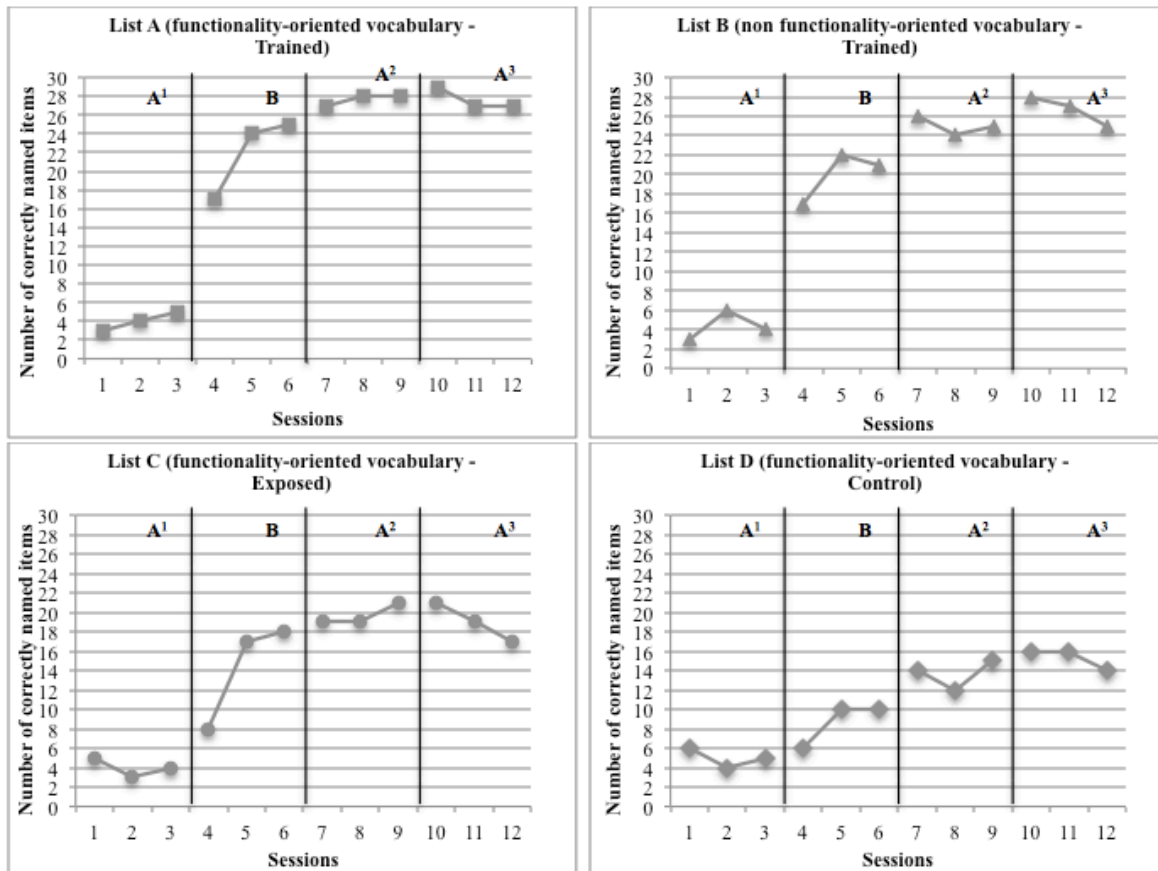 List A (functionality-oriented vocabulary -
Trained)
Number of correctly named items
30
28
26
24
22
20
18
16
14
12
10
8
6
4
2
0
A¹
B
A²
A³
1 2 3 4 5 6 7 8 9 10 11 12
Sessions
List B (non functionality-oriented vocabulary -
Trained)
Number of correctly named items
30
28
26
24
22
20
18
16
14
12
10
8
6
4
2
0
A¹
B
A²
A³
1 2 3 4 5 6 7 8 9 10 11 12
Sessions
List C (functionality-oriented vocabulary -
Exposed)
Number of correctly named items
30
28
26
24
22
20
18
16
14
12
10
8
6
4
2
0
A¹
B
A²
A³
1 2 3 4 5 6 7 8 9 10 11 12
Sessions
List D (functionality-oriented vocabulary -
Control)
Number of correctly named items
30
28
26
24
22
20
18
16
14
12
10
8
6
4
2
0
A¹
B
A²
A³
1 2 3 4 5 6 7 8 9 10 11 12
Sessions